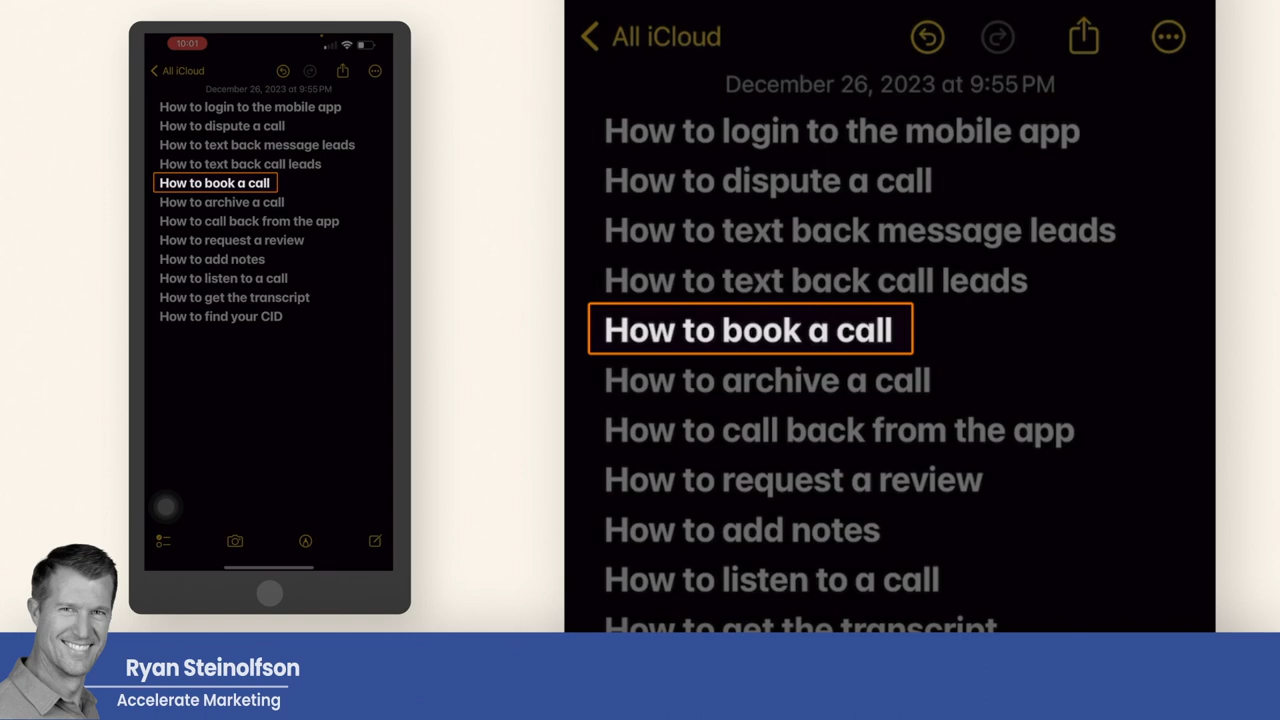 10:01
All iCloud
December 26, 2023 at 9:55 PM
How to login to the mobile app
How to dispute a call
How to text back message leads
How to text back call leads
How to book a call
How to archive a call
How to call back from the app
How to request a review
How to add notes
How to listen to a call
How to get the transcript
How to find your CID
All iCloud
December 26, 2023 at 9:55 PM
How to login to the mobile app
How to dispute a call
How to text back message leads
How to text back call leads
How to book a call
How to archive a call
How to call back from the app
How to request a review
How to add notes
How to listen to a call
How to get the transcript
Ryan Steinolfson
Accelerate Marketing